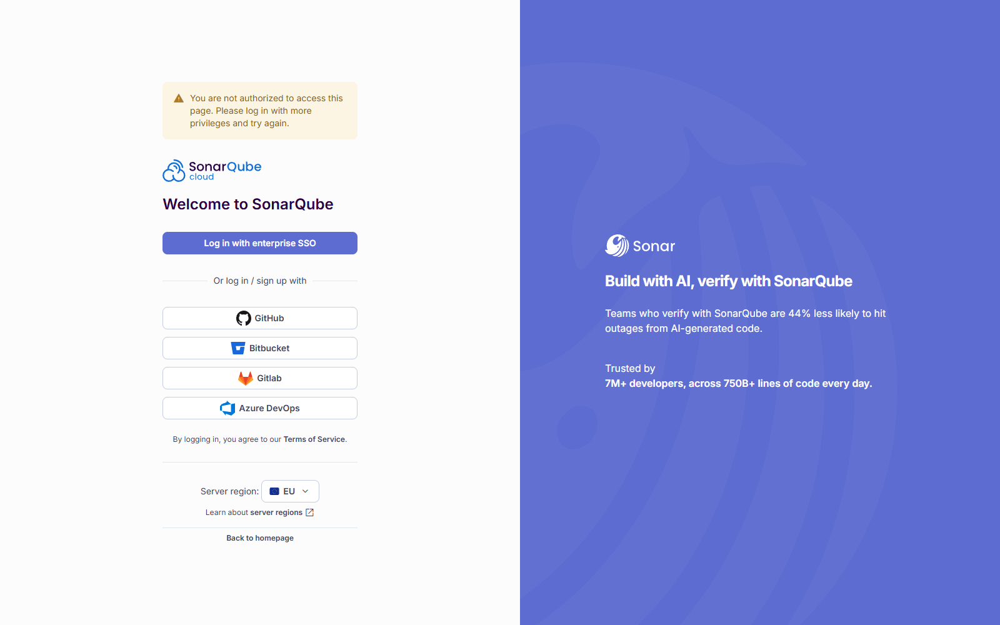 You are not authorized to access this
page. Please log in with more
privileges and try again.
SonarQube
cloud
Welcome to SonarQube
Log in with enterprise SSO
Or log in / sign up with
GitHub
Bitbucket
Gitlab
Azure DevOps
By logging in, you agree to our Terms of Service.
Server region: EU
Learn about server regions
Back to homepage
Sonar
Build with AI, verify with SonarQube
Teams who verify with SonarQube are 44% less likely to hit
outages from AI-generated code.
Trusted by
7M+ developers, across 750B+ lines of code every day.